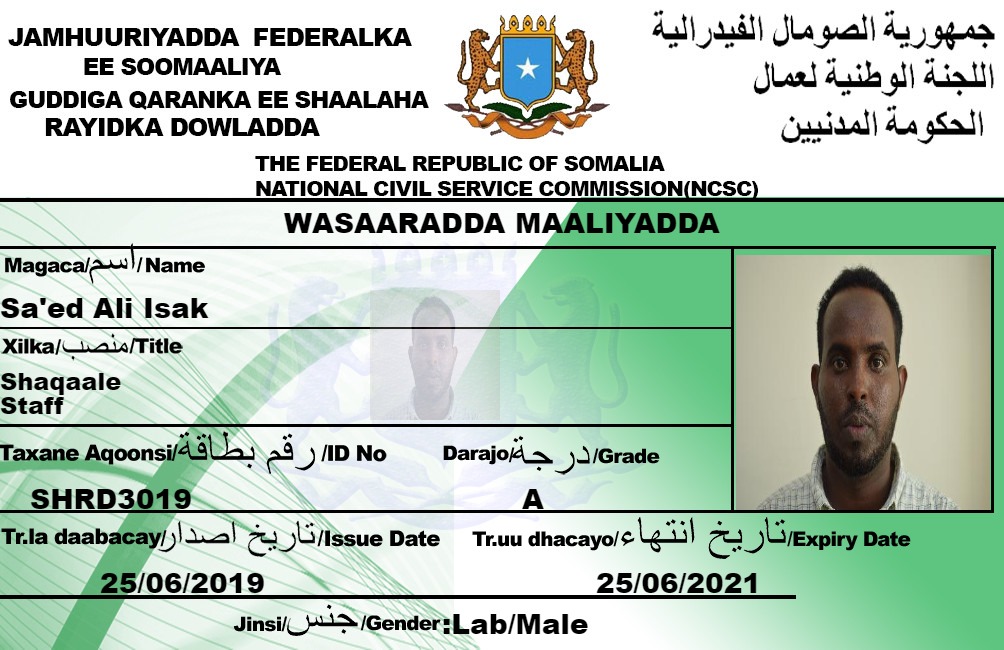 JAMHUURIYADDA FEDERALKA
EE SOOMAALIYA
GUDDIGA QARANKA EE SHAALAHA
RAYIDKA DOWLADDA
جمهورية الصومال الفيدرالية
اللجنة الوطنية لعمال
الحكومة المدنيين
THE FEDERAL REPUBLIC OF SOMALIA
NATIONAL CIVIL SERVICE COMMISSION(NCSC)
WASAARADDA MAALIYADDA
Magaca/اسم/Name
Sa'ed Ali Isak
Xilka/منصب/Title
Shaqaale
Staff
Taxane Aqoonsi/رقم بطاقة/ID No
SHRD3019
Darajo/درجة/Grade
A
Tr.la daabacay/تاريخ اصدار/Issue Date
25/06/2019
Tr.uu dhacayo/تاريخ انتهاء/Expiry Date
25/06/2021
Jinsi/جنس/Gender:Lab/Male